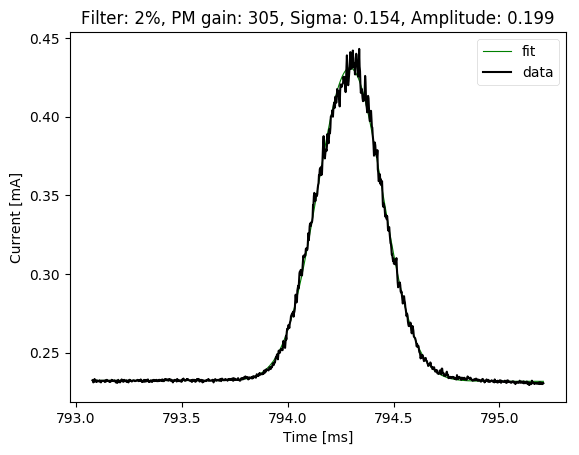 Filter: 2%, PM gain: 305, Sigma: 0.154, Amplitude: 0.199
fit
data
0.45
0.40
0.35
0.30
0.25
Current [mA]
793.0 793.5 794.0 794.5 795.0
Time [ms]